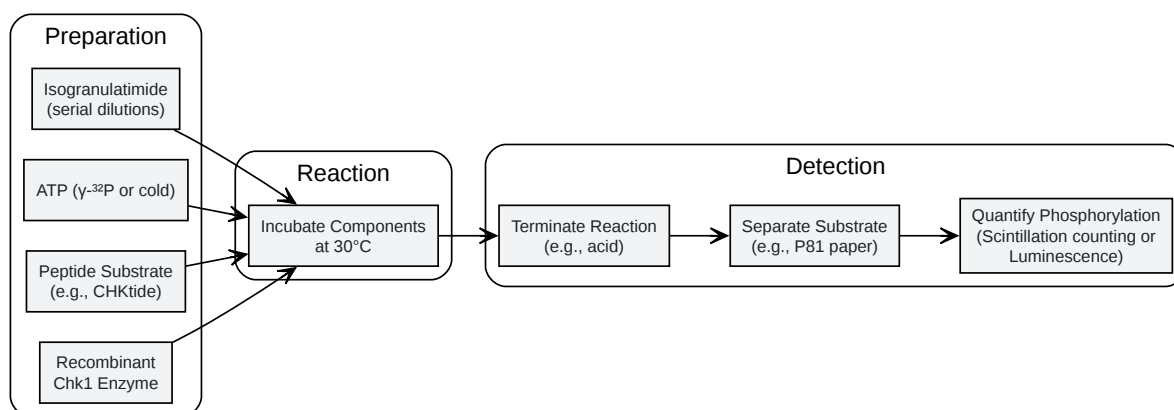 Preparation
Isogranulatimide
(serial dilutions)
ATP (γ-³²P or cold)
Peptide Substrate
(e.g., CHKtide)
Recombinant
Chk1 Enzyme
Reaction
Incubate Components
at 30°C
Detection
Terminate Reaction
(e.g., acid)
Separate Substrate
(e.g., P81 paper)
Quantify Phosphorylation
(Scintillation counting or
Luminescence)